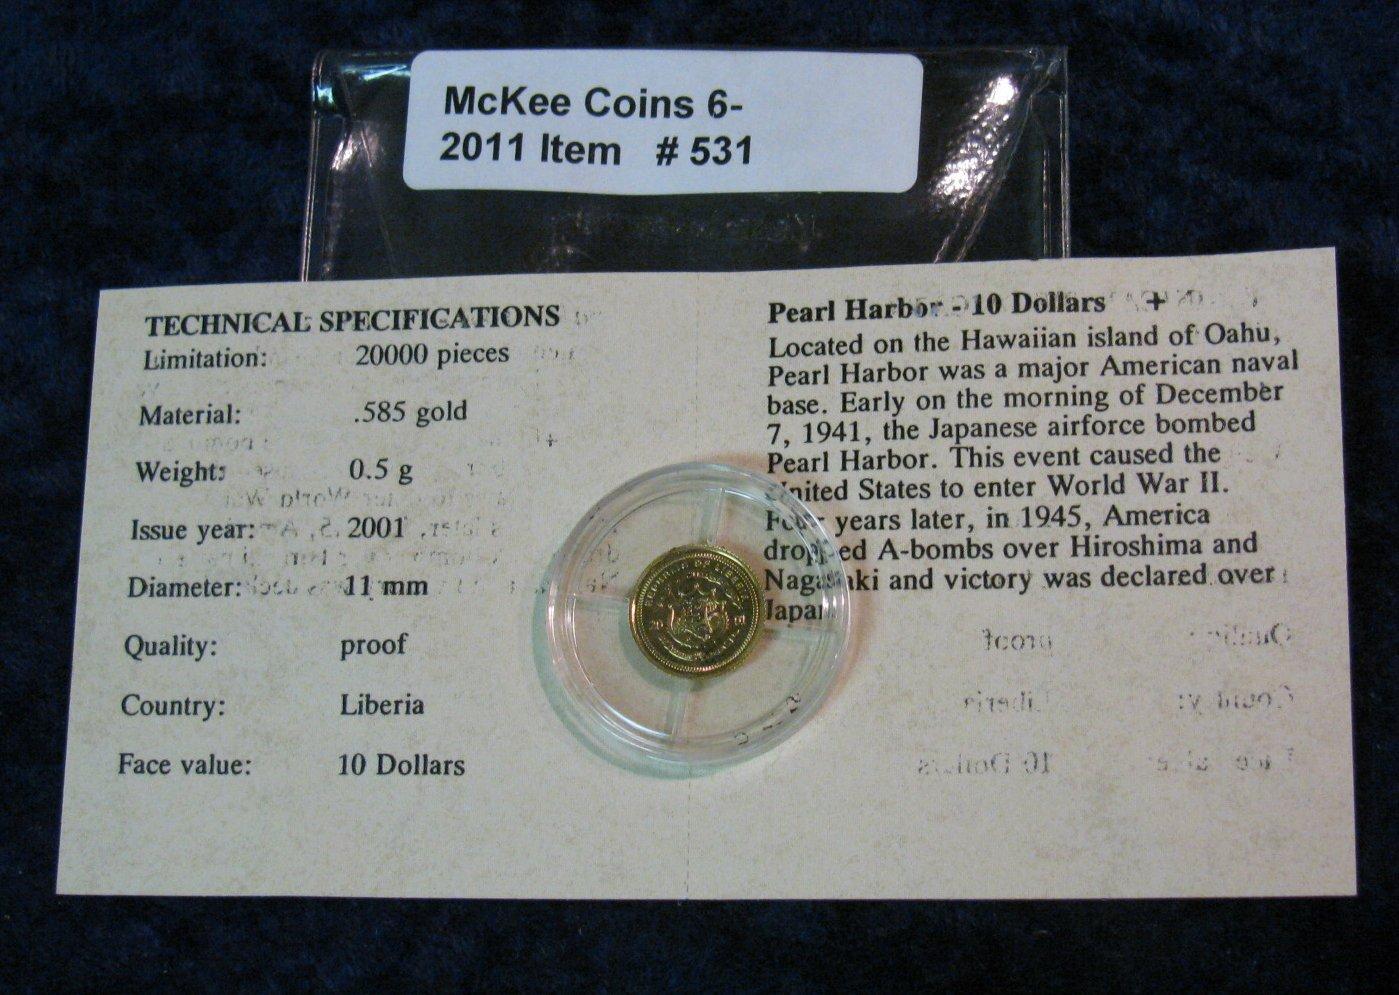 McKee Coins 6-
2011 Item # 531
TECHNICAL SPECIFICATIONS
Limitation: 20000 pieces
Material: .585 gold
Weight: 0.5 g
Issue year: 2001
Diameter: 11 mm
Quality: proof
Country: Liberia
Face value: 10 Dollars
Pearl Harbor - 10 Dollars
Located on the Hawaiian island of Oahu,
Pearl Harbor was a major American naval
base. Early on the morning of December
7, 1941, the Japanese airforce bombed
Pearl Harbor. This event caused the
United States to enter World War II.
Four years later, in 1945, America
dropped A-bombs over Hiroshima and
Nagasaki and victory was declared over
Japan.
REPUBLIC OF LIBERIA